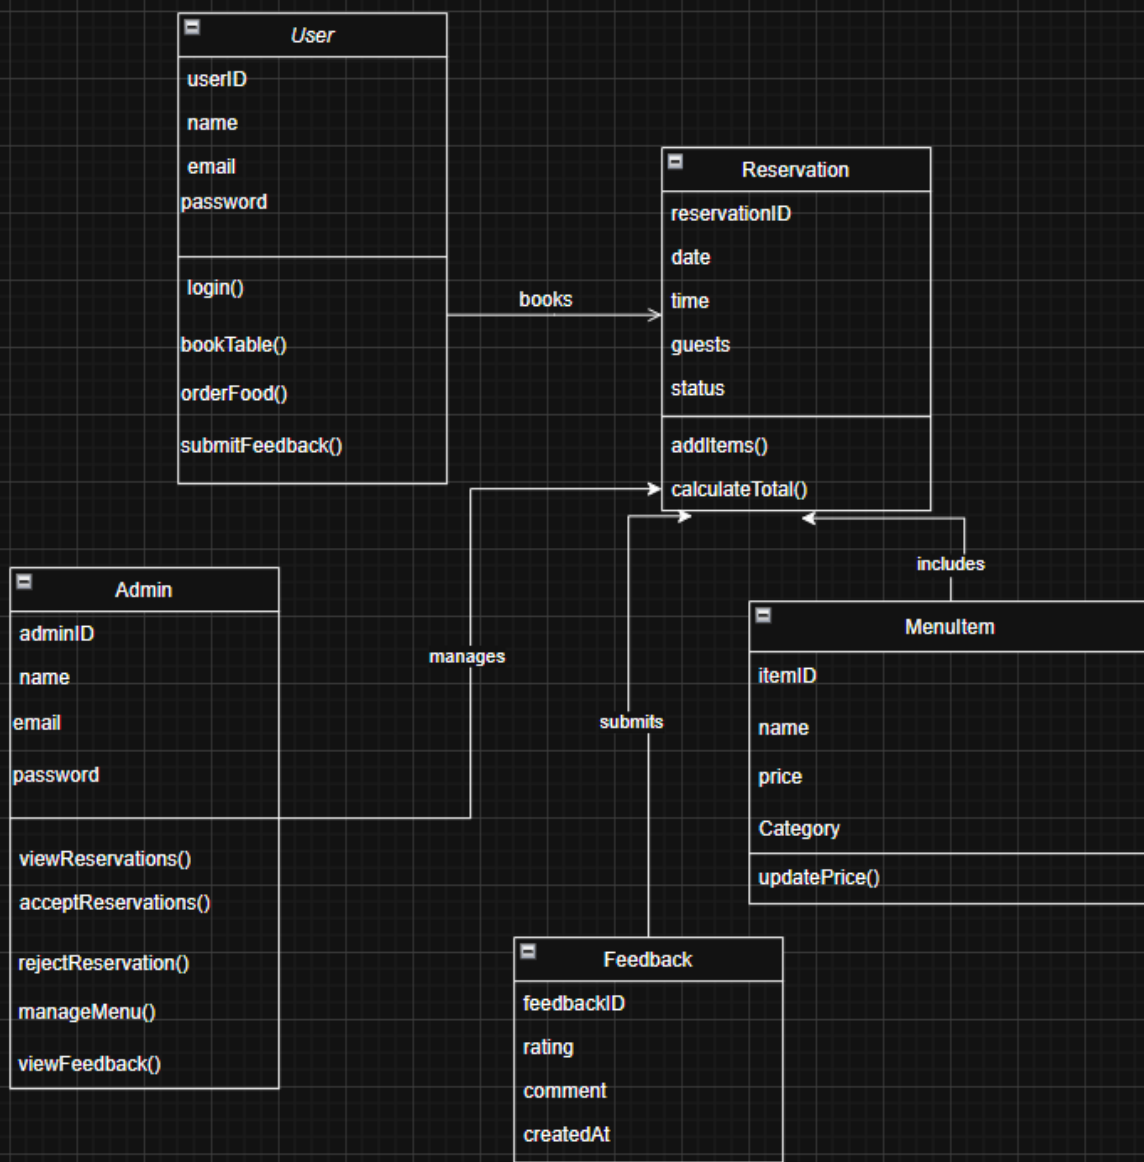 User
userID
name
email
password
login()
bookTable()
orderFood()
submitFeedback()
books
Reservation
reservationID
date
time
guests
status
addItems()
calculateTotal()
Admin
adminID
name
email
password
viewReservations()
acceptReservations()
rejectReservation()
manageMenu()
viewFeedback()
manages
submits
includes
MenuItem
itemID
name
price
Category
updatePrice()
Feedback
feedbackID
rating
comment
createdAt